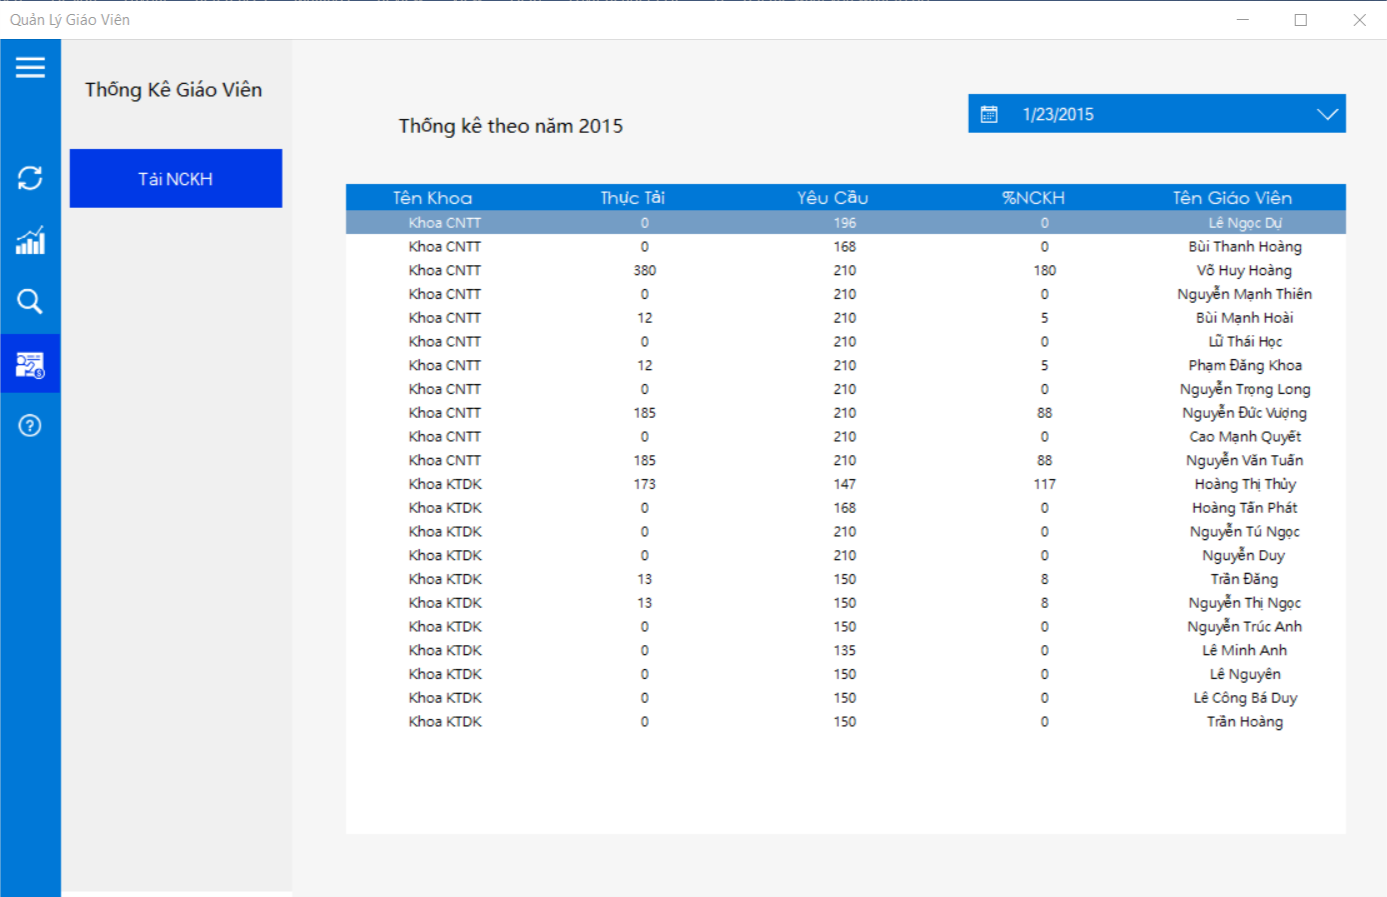 Quản Lý Giáo Viên
Thống Kê Giáo Viên
Tải NCKH
Thống kê theo năm 2015
1/23/2015
Tên Khoa Thực Tải Yêu Cầu %NCKH Tên Giáo Viên
Khoa CNTT 0 196 0 Lê Ngọc Dự
Khoa CNTT 0 168 0 Bùi Thanh Hoàng
Khoa CNTT 380 210 180 Võ Huy Hoàng
Khoa CNTT 0 210 0 Nguyễn Mạnh Thiên
Khoa CNTT 12 210 5 Bùi Mạnh Hoài
Khoa CNTT 0 210 0 Lữ Thái Học
Khoa CNTT 12 210 5 Phạm Đăng Khoa
Khoa CNTT 0 210 0 Nguyễn Trọng Long
Khoa CNTT 185 210 88 Nguyễn Đức Vượng
Khoa CNTT 0 210 0 Cao Mạnh Quyết
Khoa CNTT 185 210 88 Nguyễn Văn Tuấn
Khoa KTDK 173 147 117 Hoàng Thị Thủy
Khoa KTDK 0 168 0 Hoàng Tấn Phát
Khoa KTDK 0 210 0 Nguyễn Tú Ngọc
Khoa KTDK 0 210 0 Nguyễn Duy
Khoa KTDK 13 150 8 Trần Đăng
Khoa KTDK 13 150 8 Nguyễn Thị Ngọc
Khoa KTDK 0 150 0 Nguyễn Trúc Anh
Khoa KTDK 0 135 0 Lê Minh Anh
Khoa KTDK 0 150 0 Lê Nguyên
Khoa KTDK 0 150 0 Lê Công Bá Duy
Khoa KTDK 0 150 0 Trần Hoàng